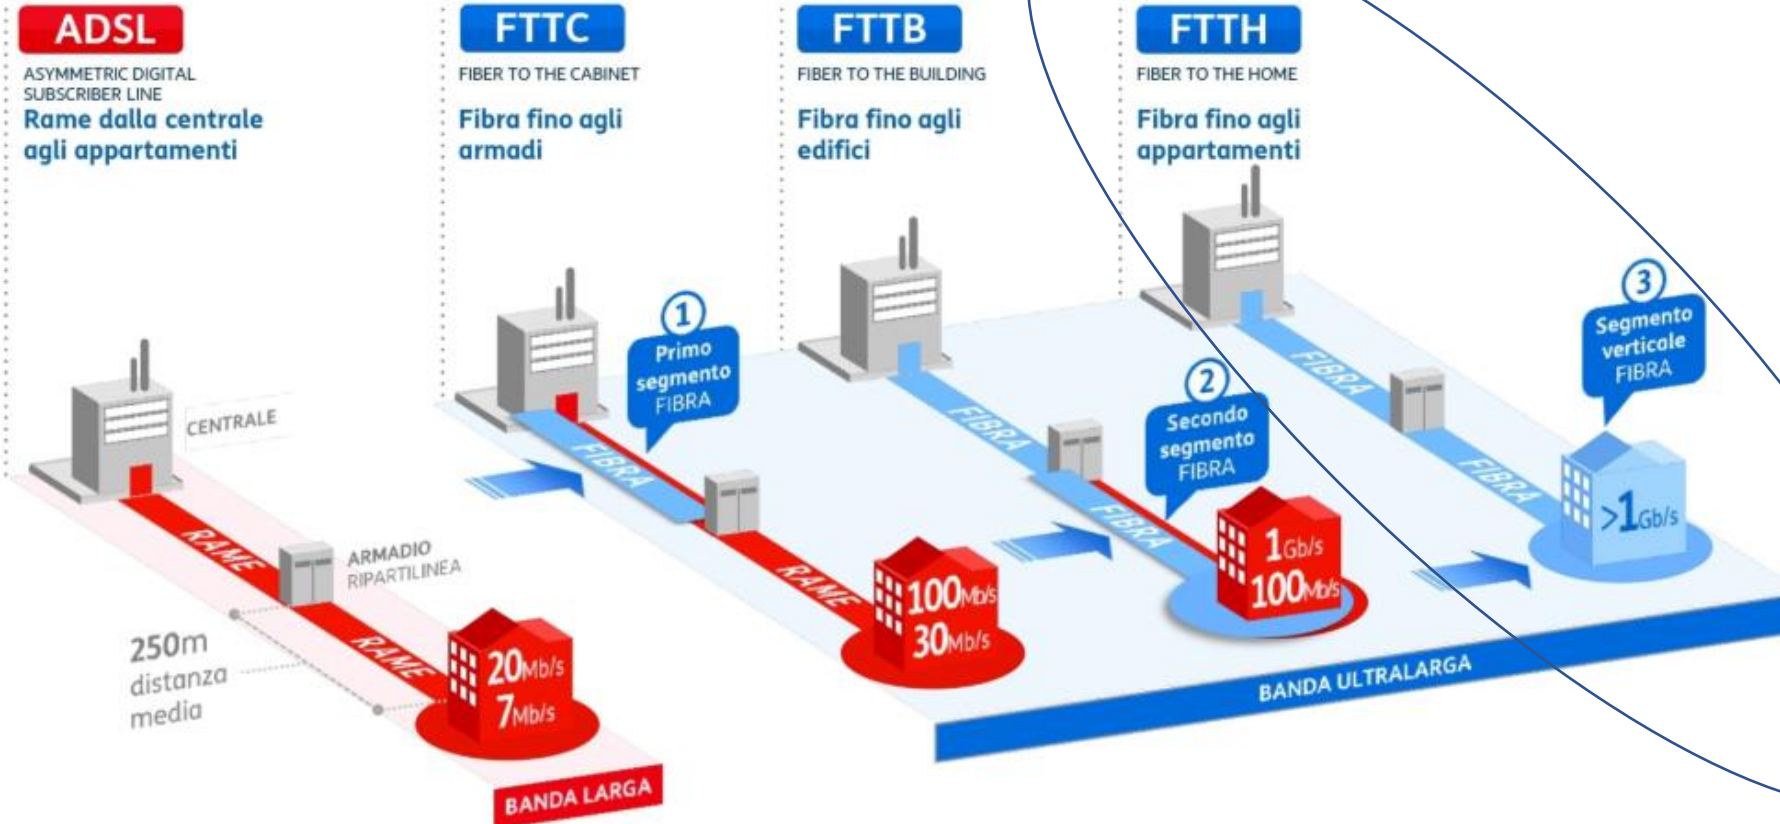 ADSL
ASYMMETRIC DIGITAL
SUBSCRIBER LINE
Rame dalla centrale
agli appartamenti
CENTRALE
RAME
ARMADIO
RIPARTILINEA
RAME
250m
distanza
media
20Mb/s
7Mb/s
BANDA LARGA
FTTC
FIBER TO THE CABINET
Fibra fino agli
armadi
1
Primo
segmento
FIBRA
FIBRA
RAME
100Mb/s
30Mb/s
FTTB
FIBER TO THE BUILDING
Fibra fino agli
edifici
FIBRA
2
Secondo
segmento
FIBRA
FIBRA
1Gb/s
100Mb/s
FTTH
FIBER TO THE HOME
Fibra fino agli
appartamenti
FIBRA
3
Segmento
verticale
FIBRA
FIBRA
>1Gb/s
BANDA ULTRALARGA